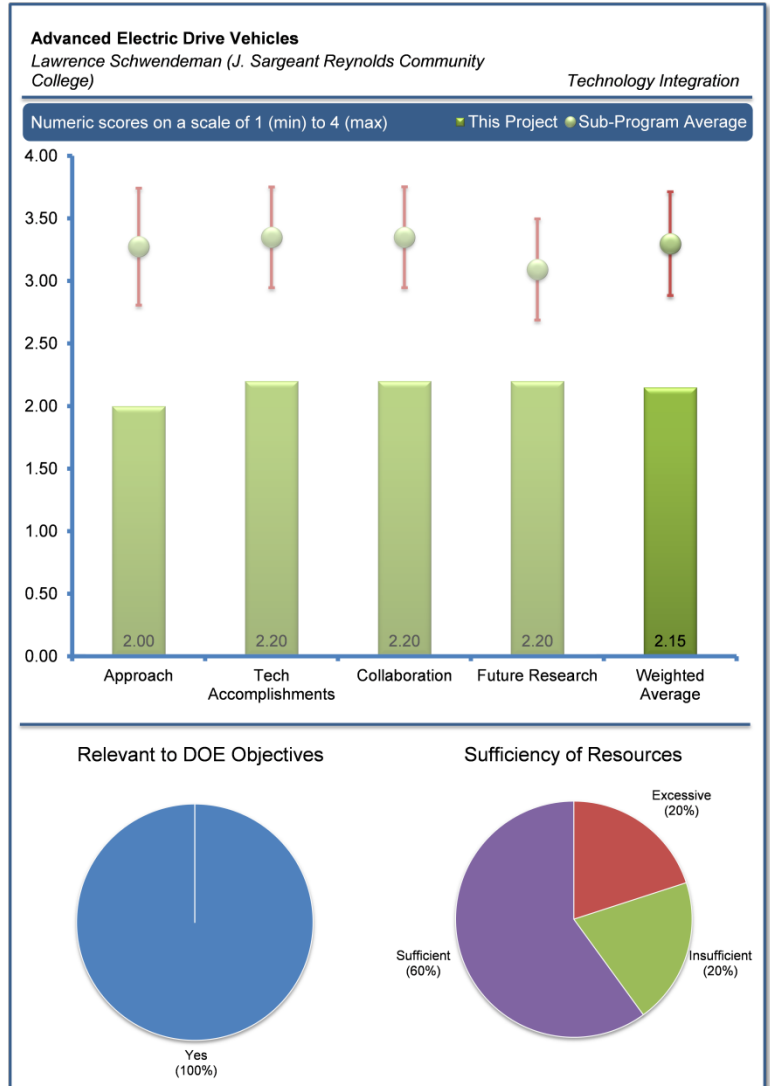 Advanced Electric Drive Vehicles
Lawrence Schwendeman (J. Sargeant Reynolds Community
College)
Technology Integration
Numeric scores on a scale of 1 (min) to 4 (max)
This Project
Sub-Program Average
4.00
3.50
3.00
2.50
2.00
1.50
1.00
0.50
0.00
2.00
2.20
2.20
2.20
2.15
Approach
Tech
Accomplishments
Collaboration
Future Research
Weighted
Average
Relevant to DOE Objectives
Yes
(100%)
Sufficiency of Resources
Excessive
(20%)
Insufficient
(20%)
Sufficient
(60%)